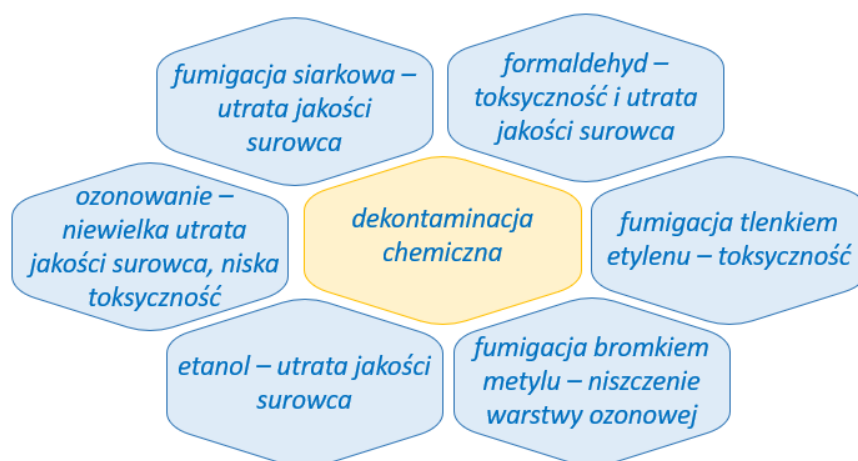 fumigacja siarkowa –
utrata jakości
surowca
formaldehyd –
toksyczność i utrata
jakości surowca
ozonowanie –
niewielka utrata
jakości surowca, niska
toksyczność
dekontaminacja
chemiczna
fumigacja tlenkiem
etylenu – toksyczność
etanol – utrata jakości
surowca
fumigacja bromkiem
metylu – niszczenie
warstwy ozonowej